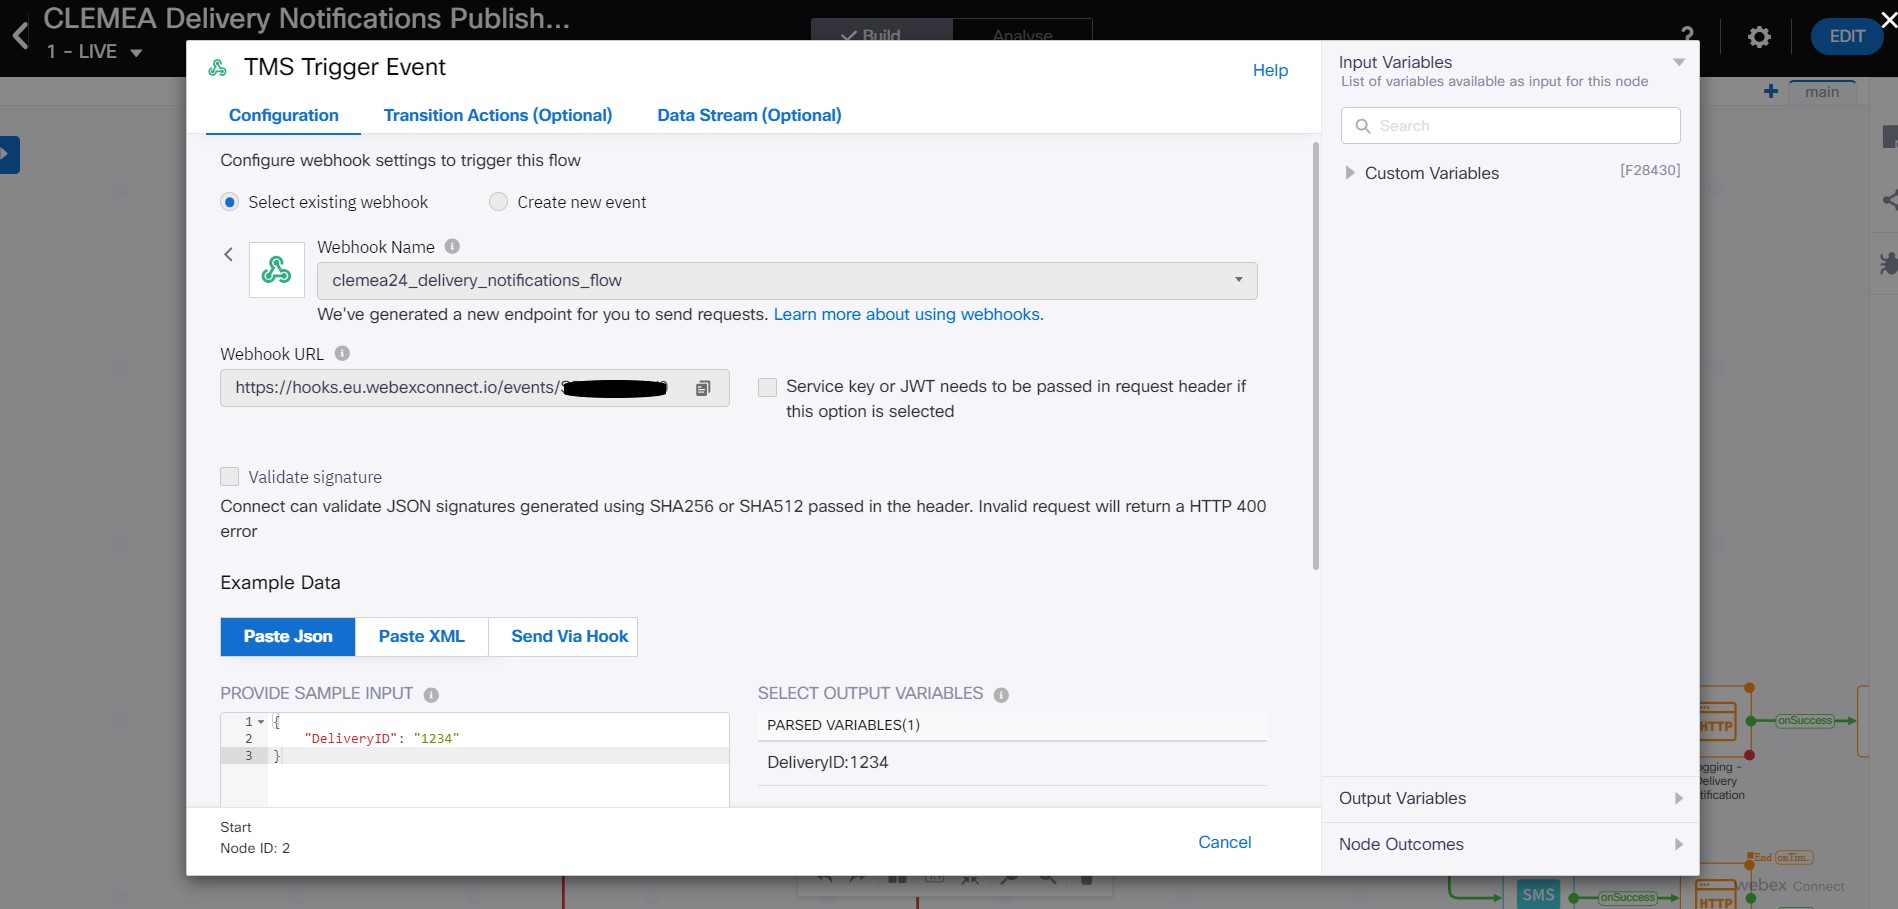 CLEMEA Delivery Notifications Publish...
1 - LIVE
Build
Analyse
?
EDIT
main
TMS Trigger Event
Help
Configuration
Transition Actions (Optional)
Data Stream (Optional)
Configure webhook settings to trigger this flow
Select existing webhook
Create new event
Webhook Name
clemea24_delivery_notifications_flow
We've generated a new endpoint for you to send requests. Learn more about using webhooks.
Webhook URL
https://hooks.eu.webexconnect.io/events/
Service key or JWT needs to be passed in request header if
this option is selected
Validate signature
Connect can validate JSON signatures generated using SHA256 or SHA512 passed in the header. Invalid request will return a HTTP 400
error
Example Data
Paste Json
Paste XML
Send Via Hook
PROVIDE SAMPLE INPUT
1 {
2 "DeliveryID": "1234"
3 }
SELECT OUTPUT VARIABLES
PARSED VARIABLES(1)
DeliveryID:1234
Start
Node ID: 2
Cancel
Input Variables
List of variables available as input for this node
Search
Custom Variables
[F28430]
Output Variables
Node Outcomes
HTTP
onSuccess
End
onTim..
webex Connect
SMS
onSuccess
HTTP